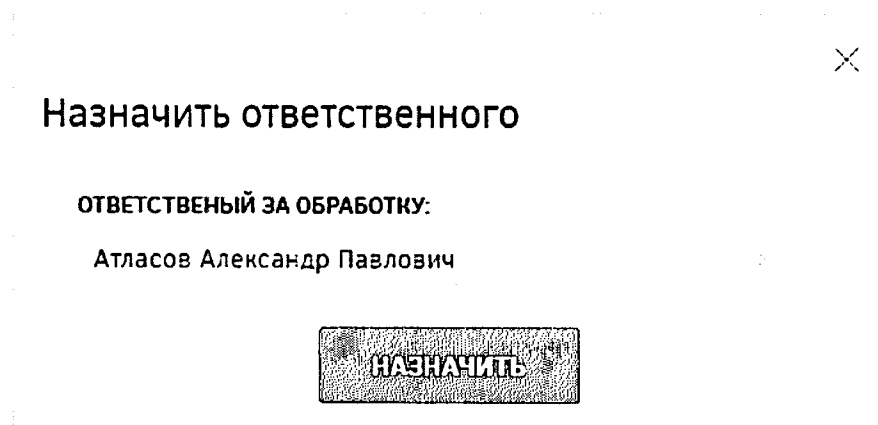 Назначить ответственного
ОТВЕТСТВЕНЫЙ ЗА ОБРАБОТКУ:
Атласов Александр Павлович
НАЗНАЧИТЬ